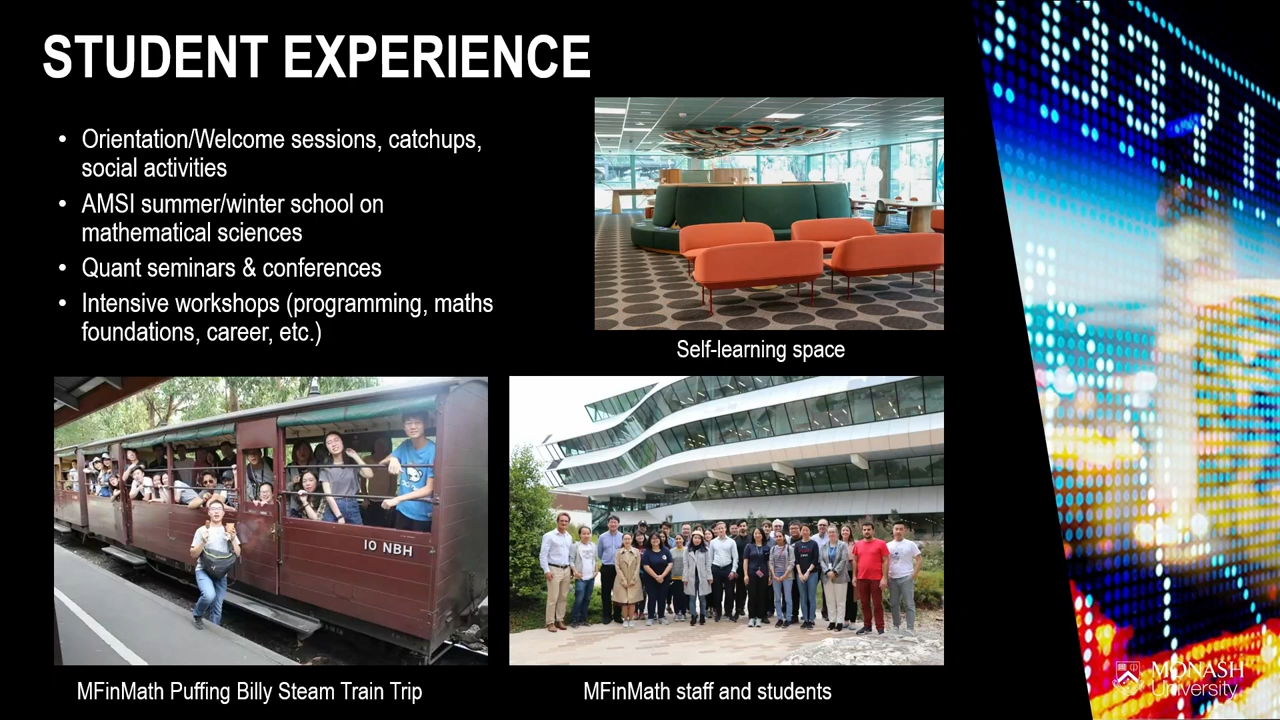 STUDENT EXPERIENCE
• Orientation/Welcome sessions, catchups,
social activities
• AMSI summer/winter school on
mathematical sciences
• Quant seminars & conferences
• Intensive workshops (programming, maths
foundations, career, etc.)
Self-learning space
10 NBH
MFinMath Puffing Billy Steam Train Trip
MFinMath staff and students
0371
MONASH
University